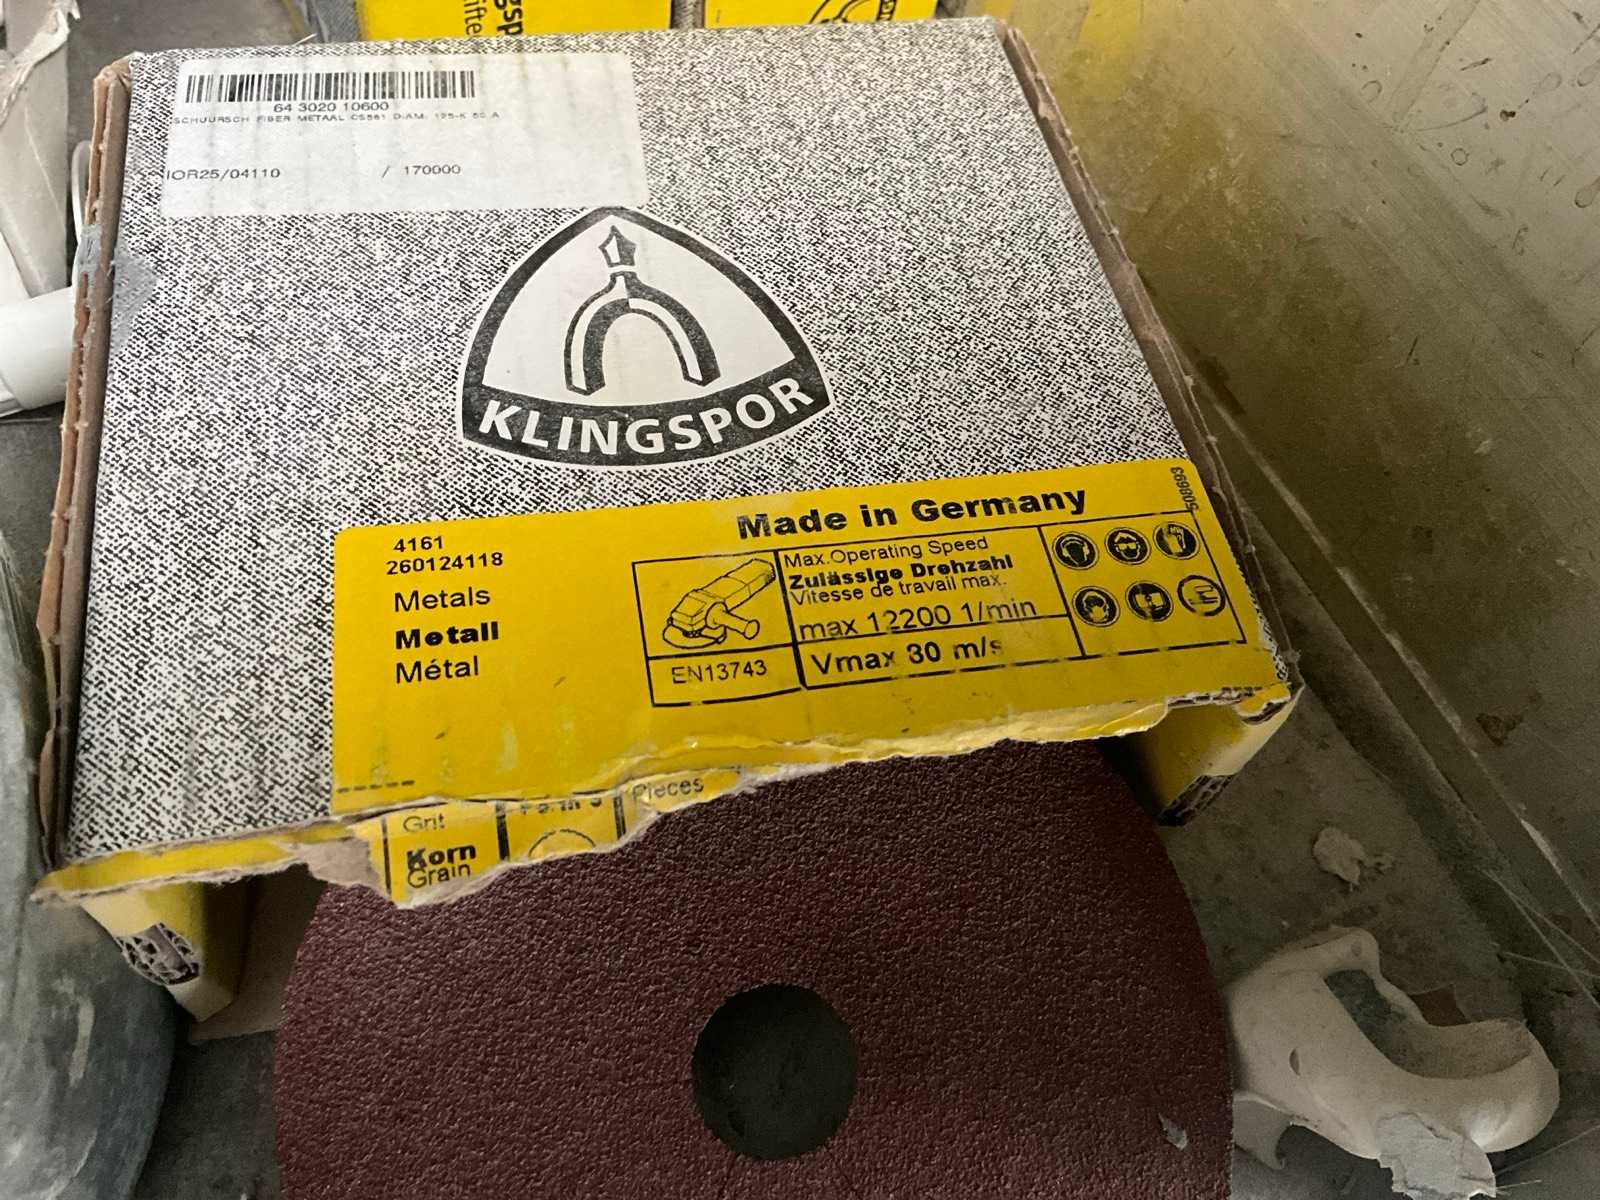 64 3020 10600
SCHUURSCH FIBER METAAL CS561 DIAM. 125-K 60 A
IOR25/04110 / 170000
KLINGSPOR
Made in Germany
508693
4161
260124118
Metals
Metall
Métal
EN13743
Max.Operating Speed
Zulässige Drehzahl
Vitesse de travail max.
max 12200 1/min
Vmax 80 m/s
Grit
Korn
Grain
Pieces